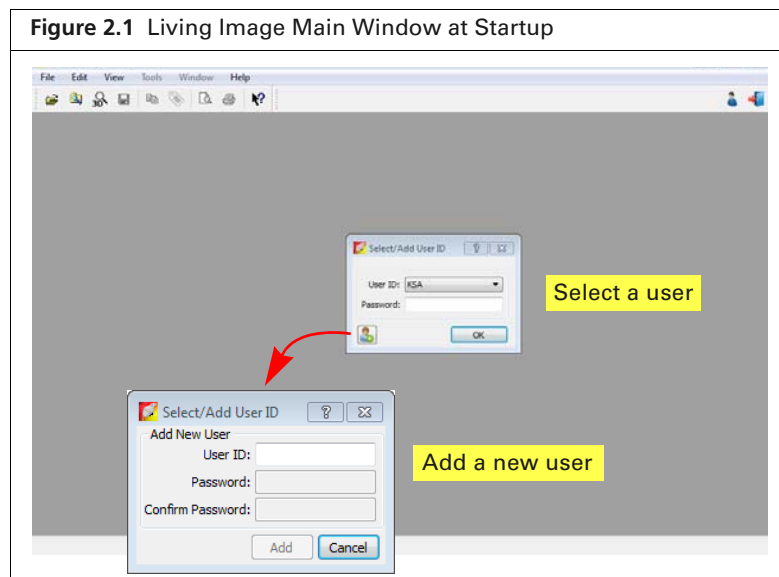 Figure 2.1 Living Image Main Window at Startup
File Edit View Tools Window Help
Select/Add User ID
User ID: KSA
Password:
OK
Select a user
Select/Add User ID
Add New User
User ID:
Password:
Confirm Password:
Add Cancel
Add a new user